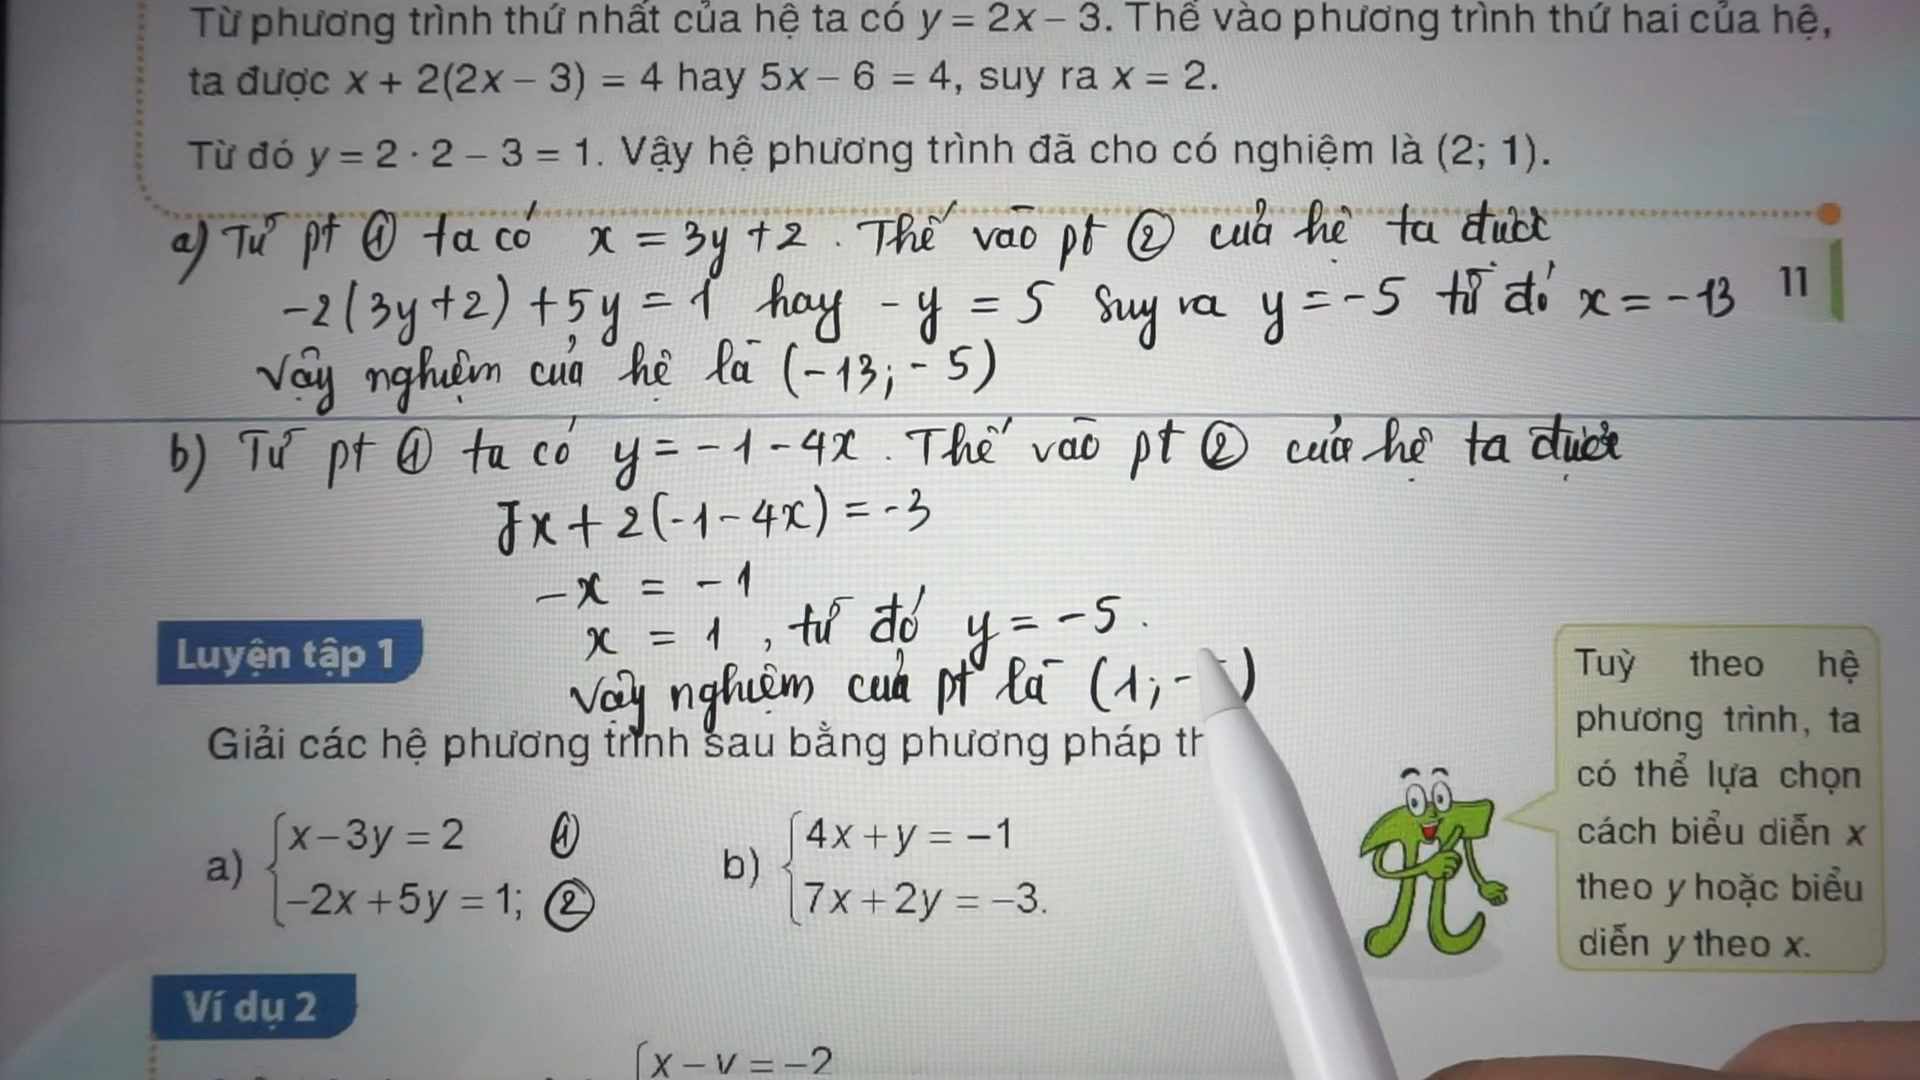 Từ phương trình thứ nhất của hệ ta có y = 2x – 3. Thế vào phương trình thứ hai của hệ,
ta được x + 2(2x – 3) = 4 hay 5x – 6 = 4, suy ra x = 2.
Từ đó y = 2 · 2 – 3 = 1. Vậy hệ phương trình đã cho có nghiệm là (2; 1).
a) Từ pt ① ta có x = 3y + 2 . Thế vào pt ② của hệ ta được
-2(3y+2) + 5y = 1 hay - y = 5 suy ra y = -5 từ đó x = -13
11
Vậy nghiệm của hệ là (-13; -5)
b) Từ pt ① ta có y = -1 - 4x . Thế vào pt ② của hệ ta được
7x + 2(-1 - 4x) = -3
-x = -1
x = 1 , từ đó y = -5 .
Vậy nghiệm của pt là (1; - )
Luyện tập 1
Giải các hệ phương trình sau bằng phương pháp
a) { x – 3y = 2 ①
–2x + 5y = 1; ②
b) { 4x + y = –1
7x + 2y = –3.
Tuỳ theo hệ
phương trình, ta
có thể lựa chọn
cách biểu diễn x
theo y hoặc biểu
diễn y theo x.
Ví dụ 2
{ x – y = –2